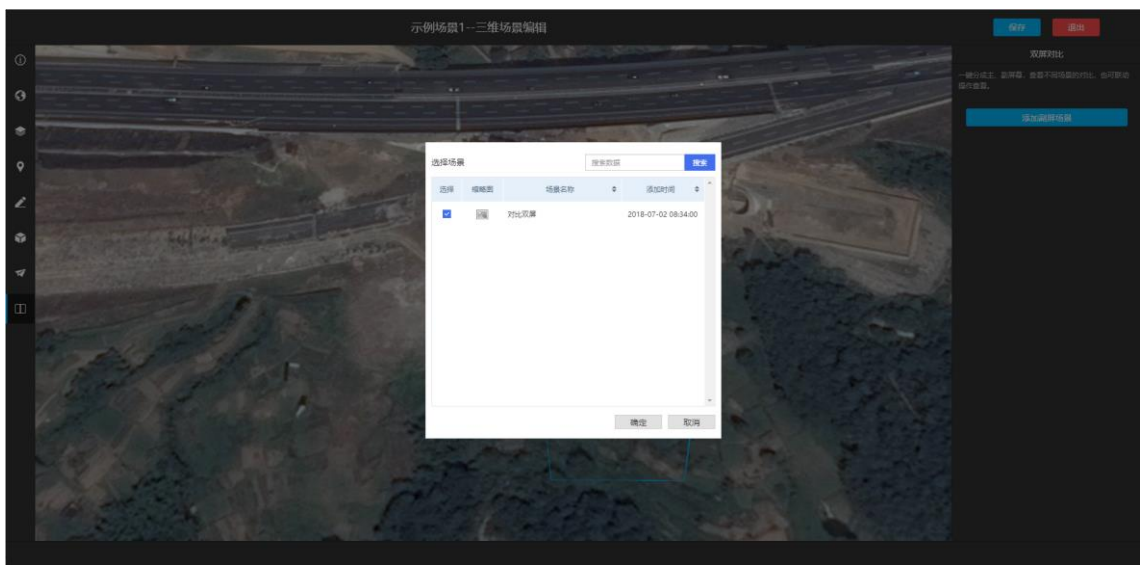 示例场景1--三维场景编辑
保存 退出
双屏对比
一键分成主、副屏幕，查看不同场景的对比，也可联动
操作查看。
添加副屏场景
选择场景
搜索数据 搜索
选择 缩略图 场景名称 添加时间
对比双屏 2018-07-02 08:34:00
确定 取消